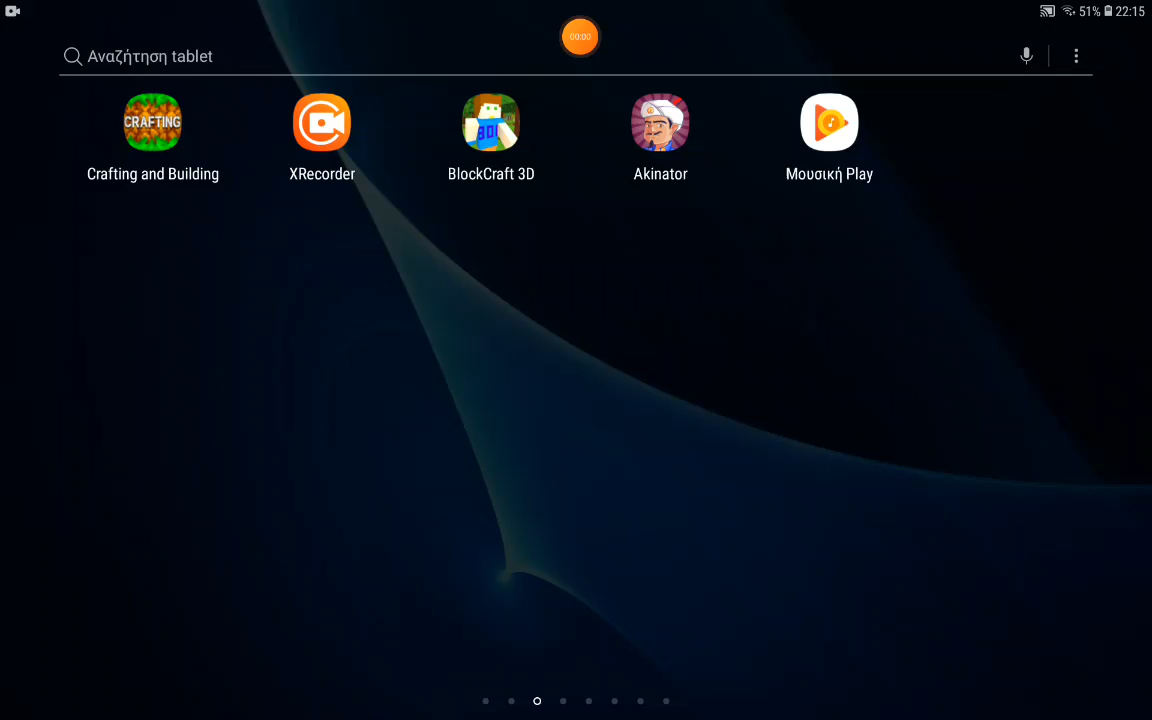 51% 22:15
00:00
Αναζήτηση tablet
CRAFTING
Crafting and Building
XRecorder
BlockCraft 3D
Akinator
Μουσική Play